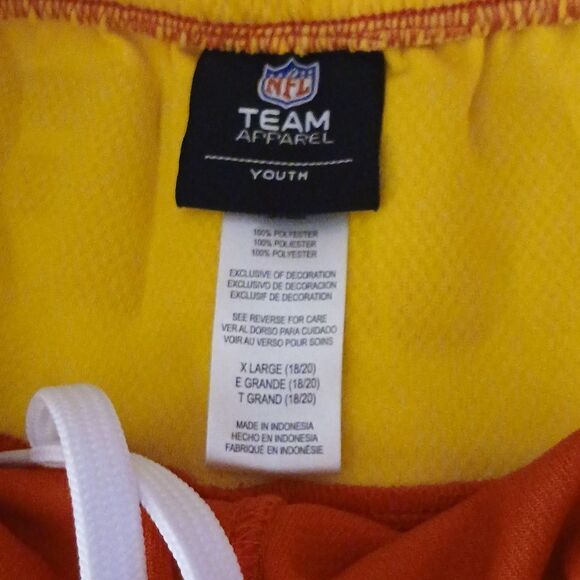 NFL
TEAM
APPAREL
YOUTH
100% POLYESTER
100% POLIESTER
100% POLYESTER
EXCLUSIVE OF DECORATION
EXCLUSIVO DE DECORACION
EXCLUSIF DE DECORATION
SEE REVERSE FOR CARE
VER AL DORSO PARA CUIDADO
VOIR AU VERSO POUR SOINS
X LARGE (18/20)
E GRANDE (18/20)
T GRAND (18/20)
MADE IN INDONESIA
HECHO EN INDONESIA
FABRIQUÉ EN INDONÉSIE